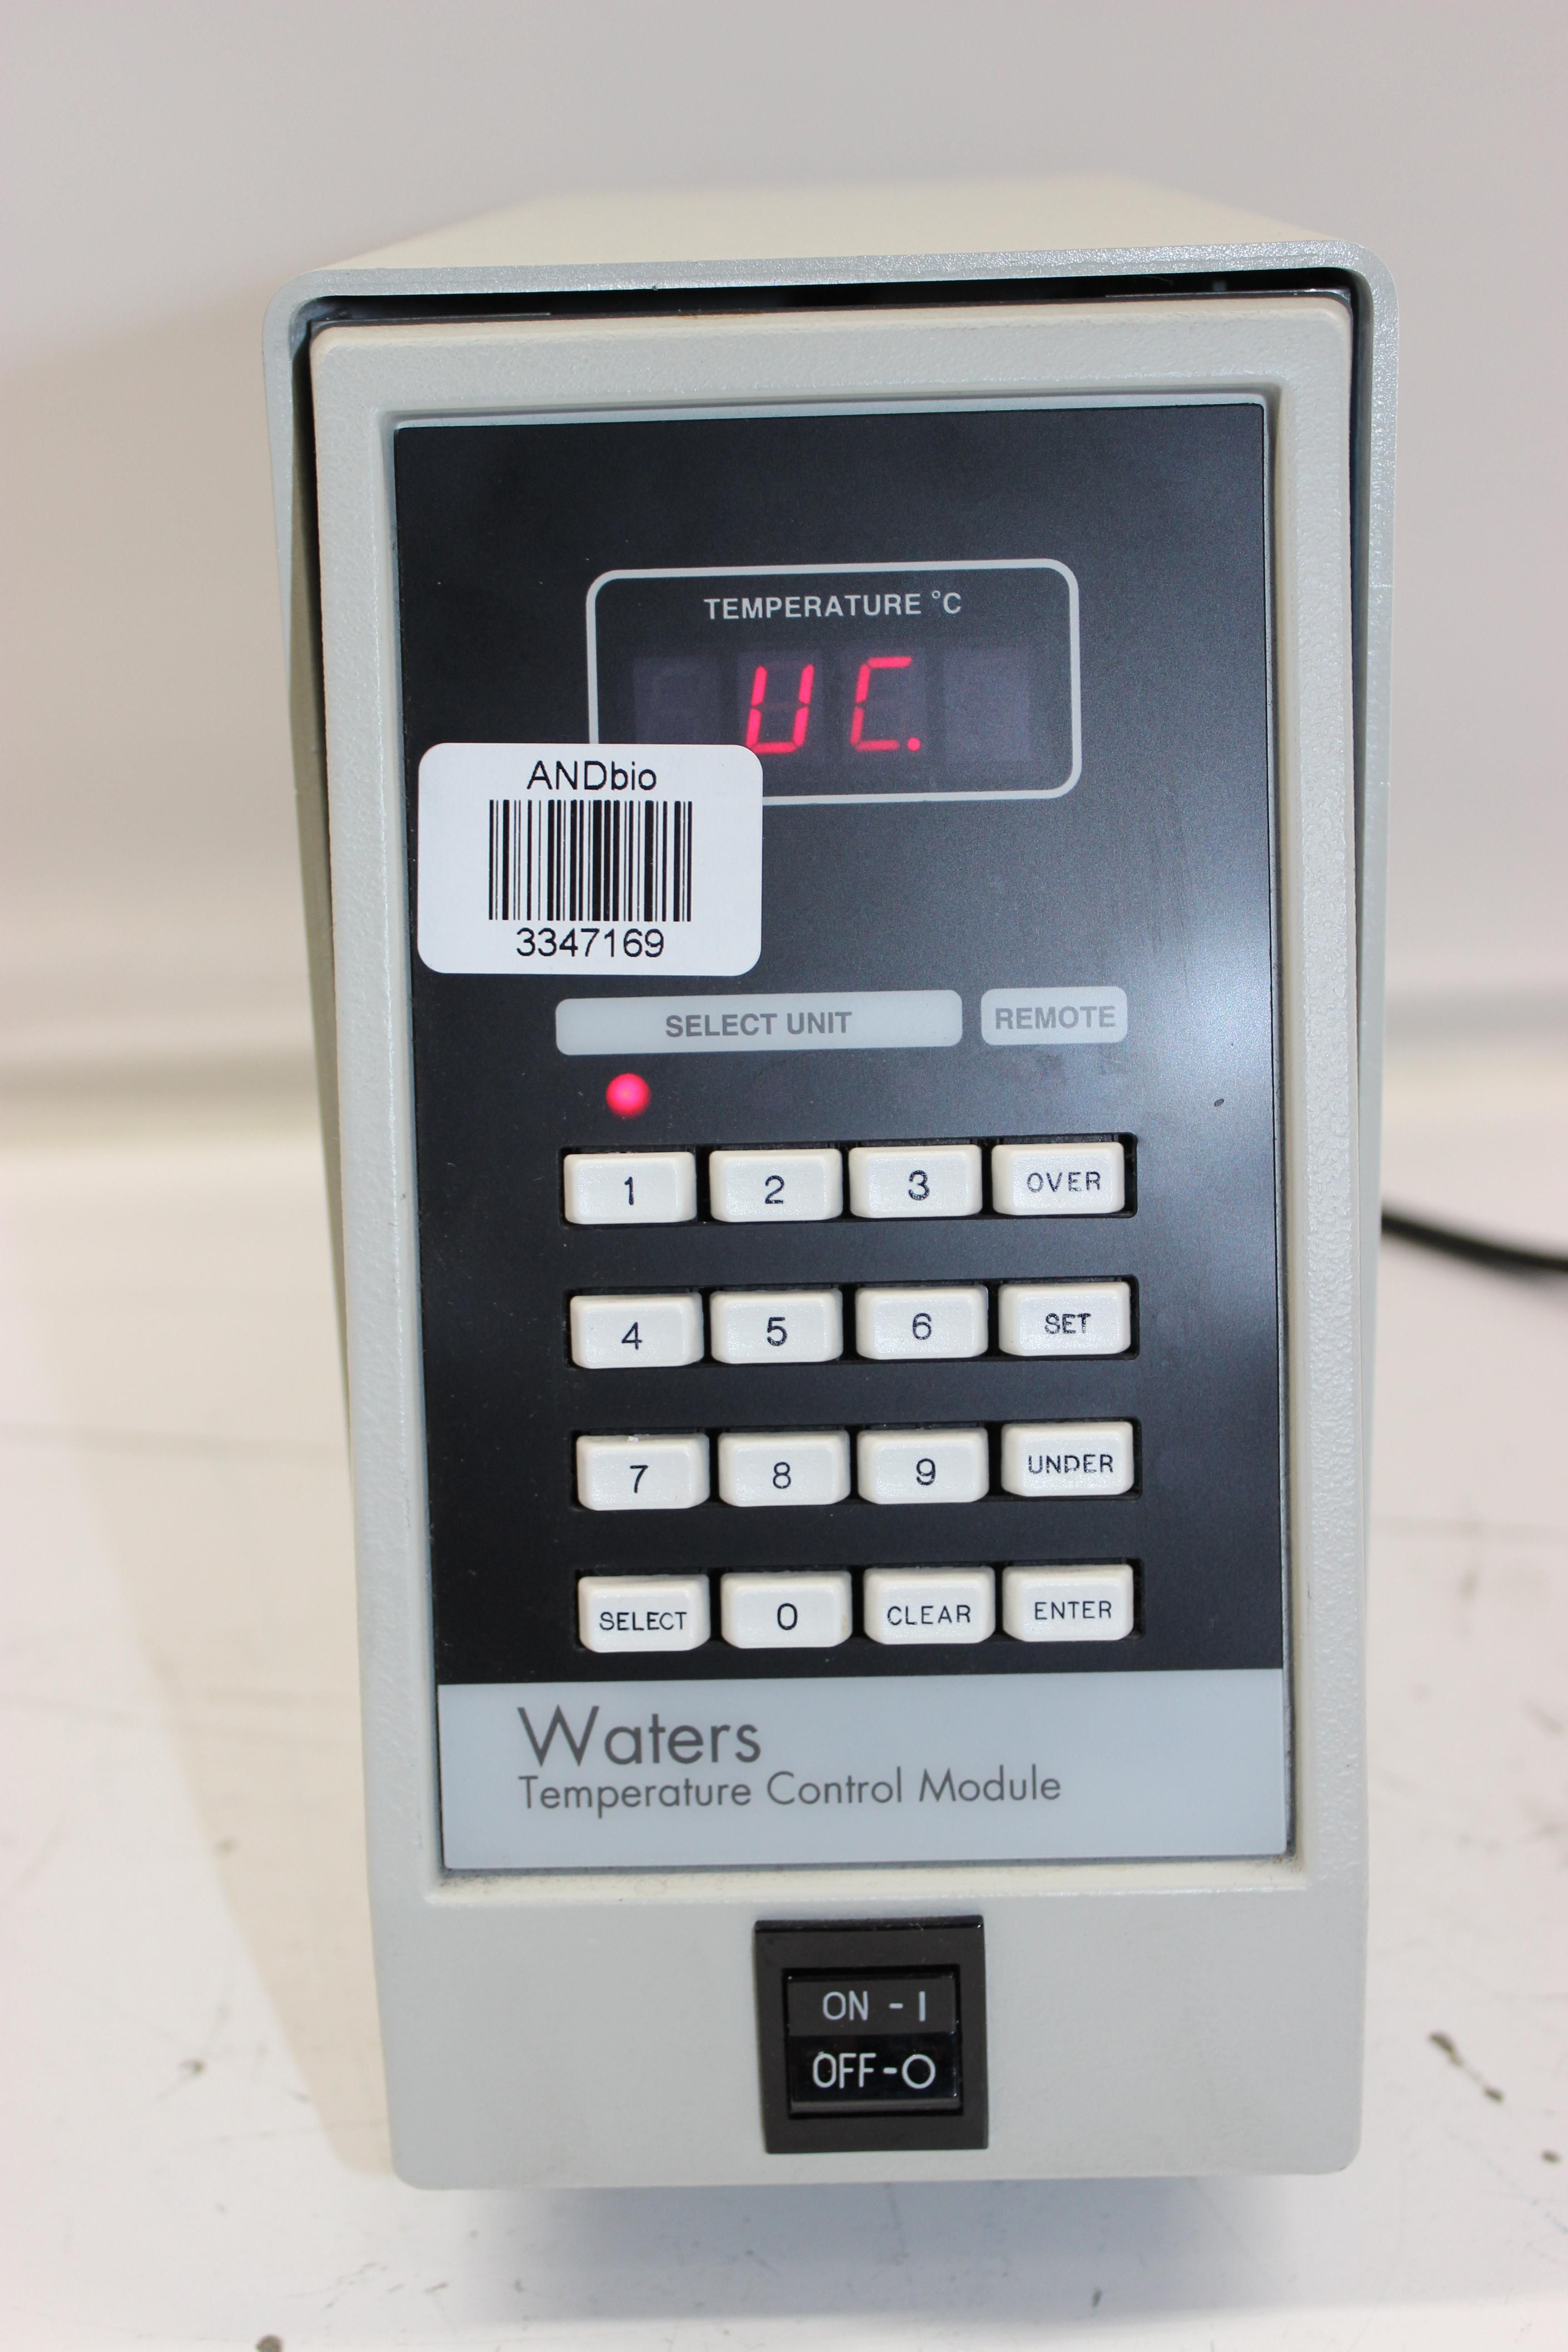 TEMPERATURE °C
UC.
ANDbio
3347169
SELECT UNIT REMOTE
1 2 3 OVER
4 5 6 SET
7 8 9 UNDER
SELECT 0 CLEAR ENTER
Waters
Temperature Control Module
ON - I
OFF - O